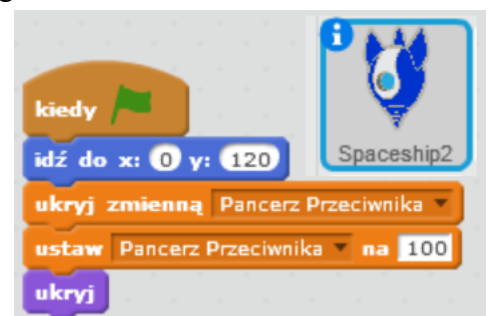 kiedy
idź do x: 0 y: 120
ukryj zmienną Pancerz Przeciwnika
ustaw Pancerz Przeciwnika na 100
ukryj
i
Spaceship2